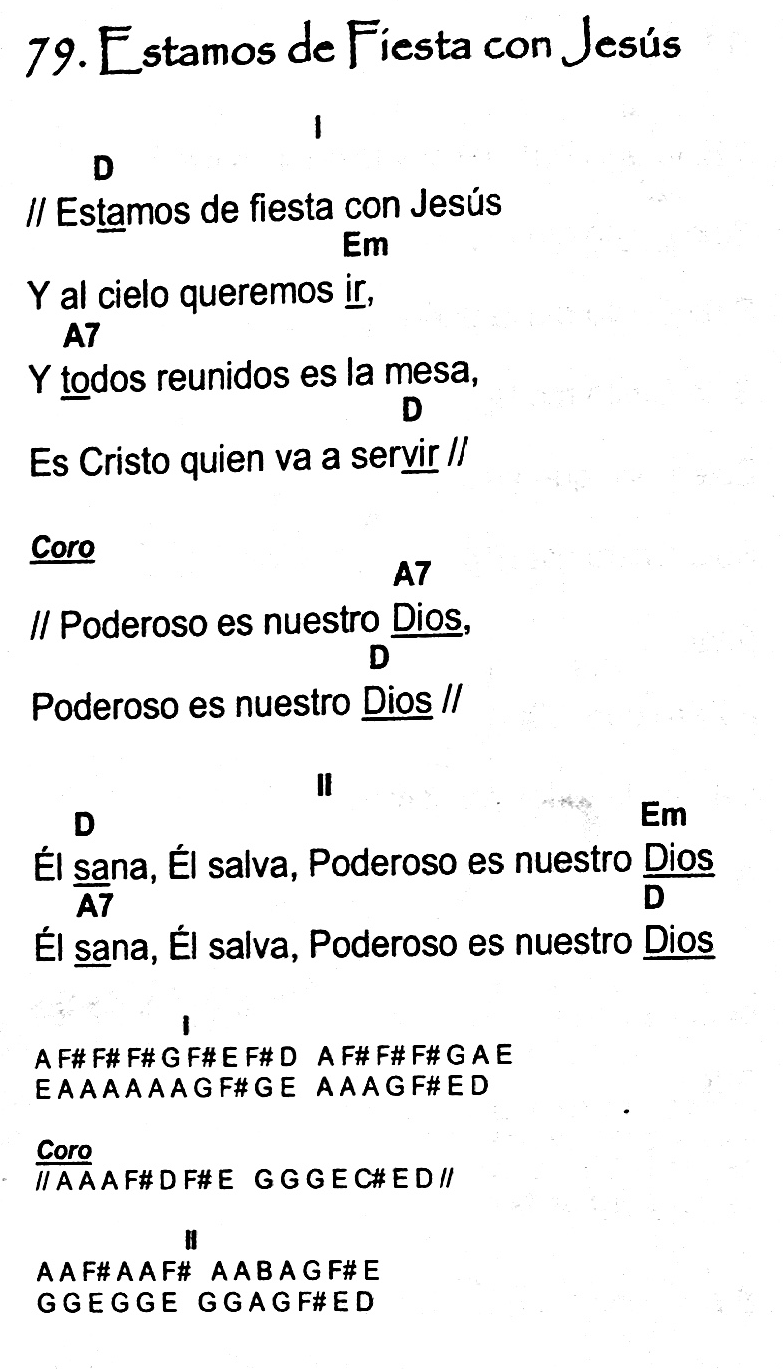 79. Estamos de Fiesta con Jesús
I
D
// Estamos de fiesta con Jesús
Em
Y al cielo queremos ir,
A7
Y todos reunidos es la mesa,
D
Es Cristo quien va a servir //
Coro
A7
// Poderoso es nuestro Dios,
D
Poderoso es nuestro Dios //
II
D Em
Él sana, Él salva, Poderoso es nuestro Dios
A7 D
Él sana, Él salva, Poderoso es nuestro Dios
I
A F# F# F# G F# E F# D A F# F# F# G A E
E A A A A A A G F# G E A A A G F# E D
Coro
// A A A F# D F# E G G G E C# E D //
II
A A F# A A F# A A B A G F# E
G G E G G E G G A G F# E D